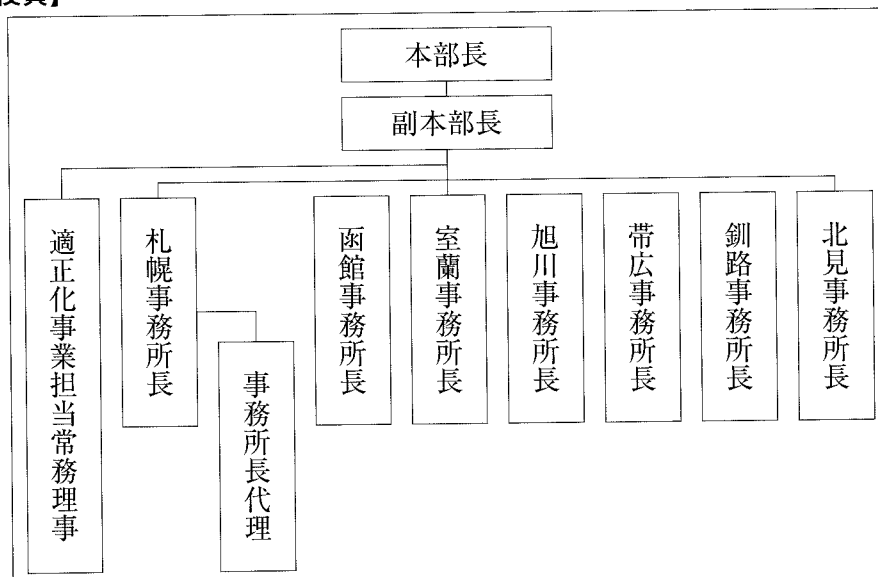 役員】
本部長
副本部長
適正化事業担当常務理事
札幌事務所長
事務所長代理
函館事務所長
室蘭事務所長
旭川事務所長
帯広事務所長
釧路事務所長
北見事務所長